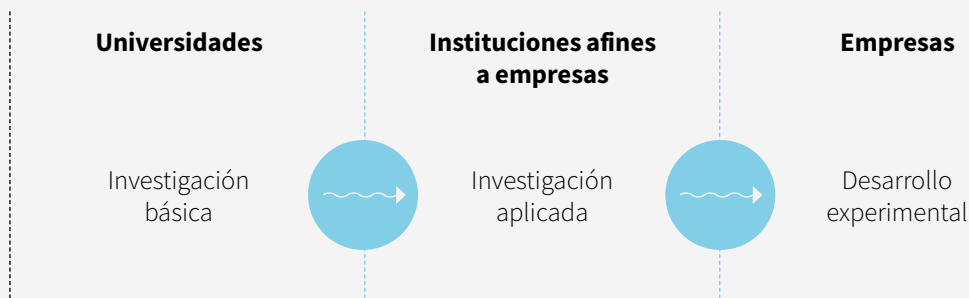 Universidades
Instituciones afines
a empresas
Empresas
Investigación
básica
Investigación
aplicada
Desarrollo
experimental